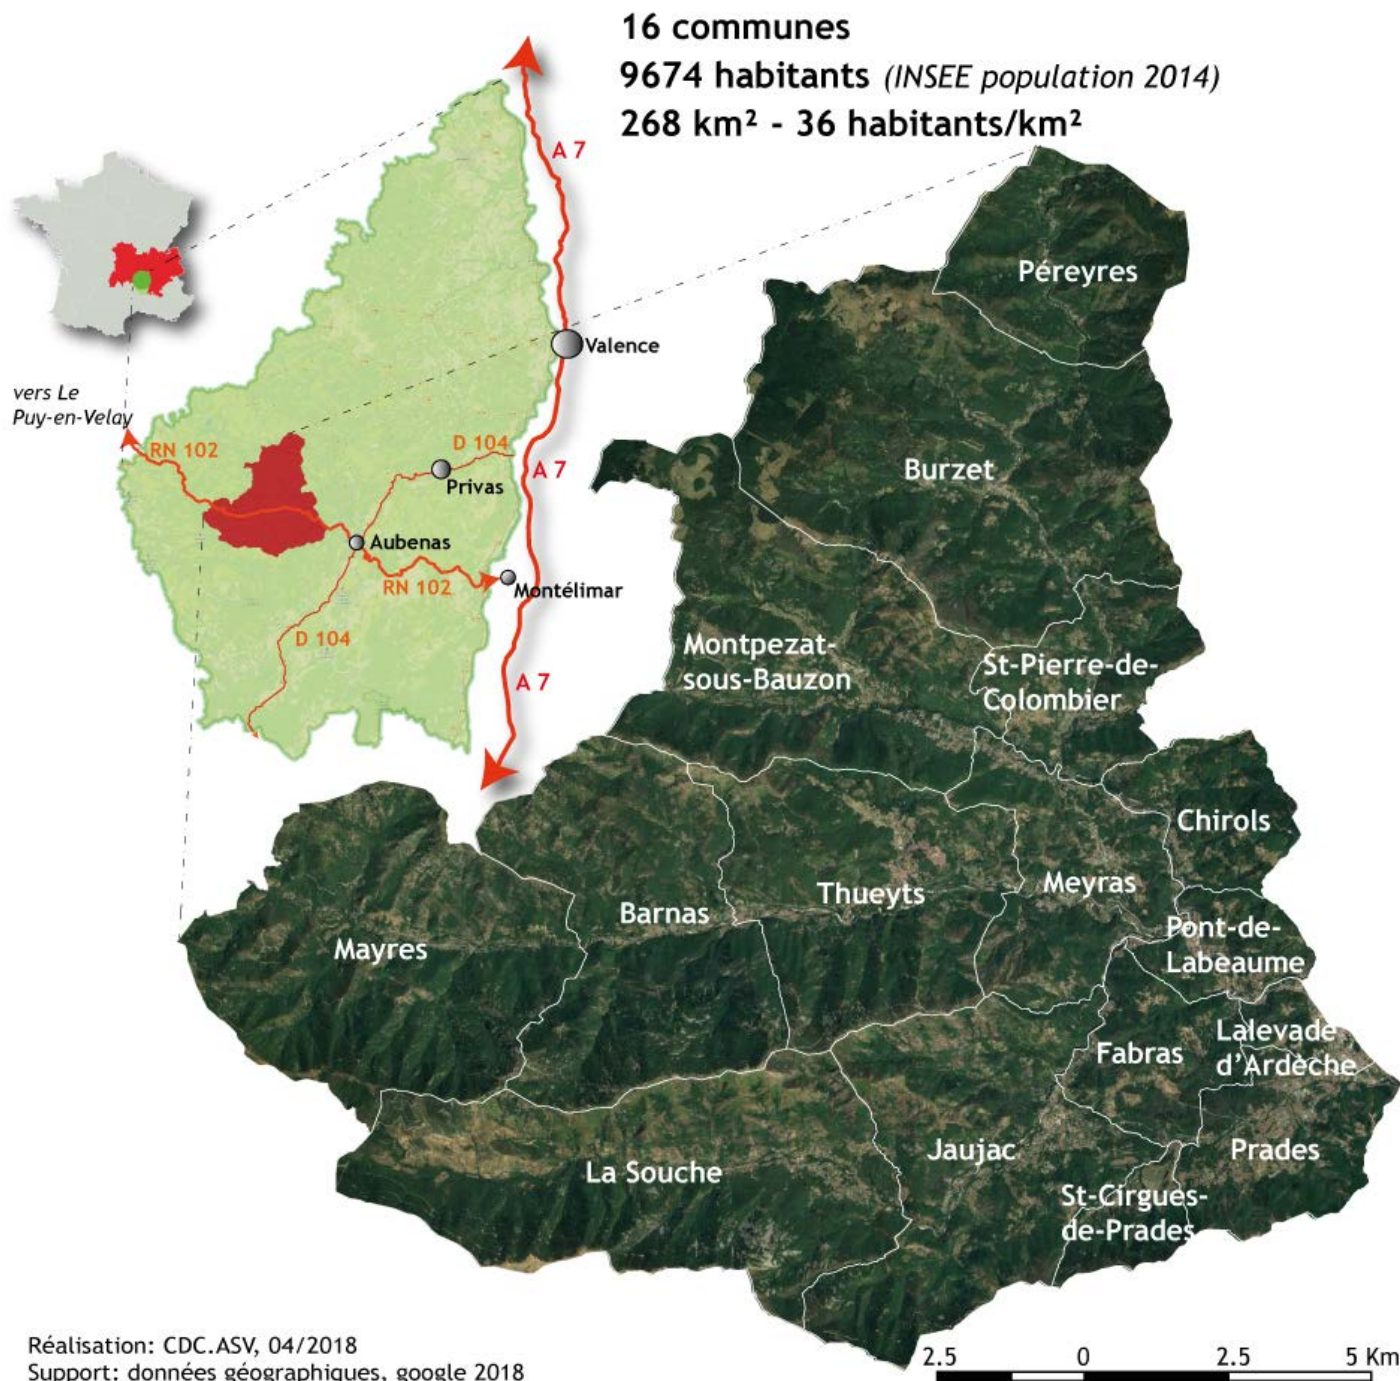 16 communes
9674 habitants (INSEE population 2014)
268 km² - 36 habitants/km²
A 7
Valence
vers Le
Puy-en-Velay
RN 102
D 104
A 7
Privas
Aubenas
RN 102
Montélimar
D 104
A 7
Péreyres
Burzet
Montpezat-
sous-Bauzon
St-Pierre-de-
Colombier
Chirols
Thueyts
Meyras
Barnas
Mayres
Pont-de-
Labeaume
Fabras
Lalevade
d'Ardèche
Jaujac
Prades
La Souche
St-Cirgues-
de-Prades
Réalisation: CDC.ASV, 04/2018
Support: données géographiques, google 2018
2.5 0 2.5 5 Km